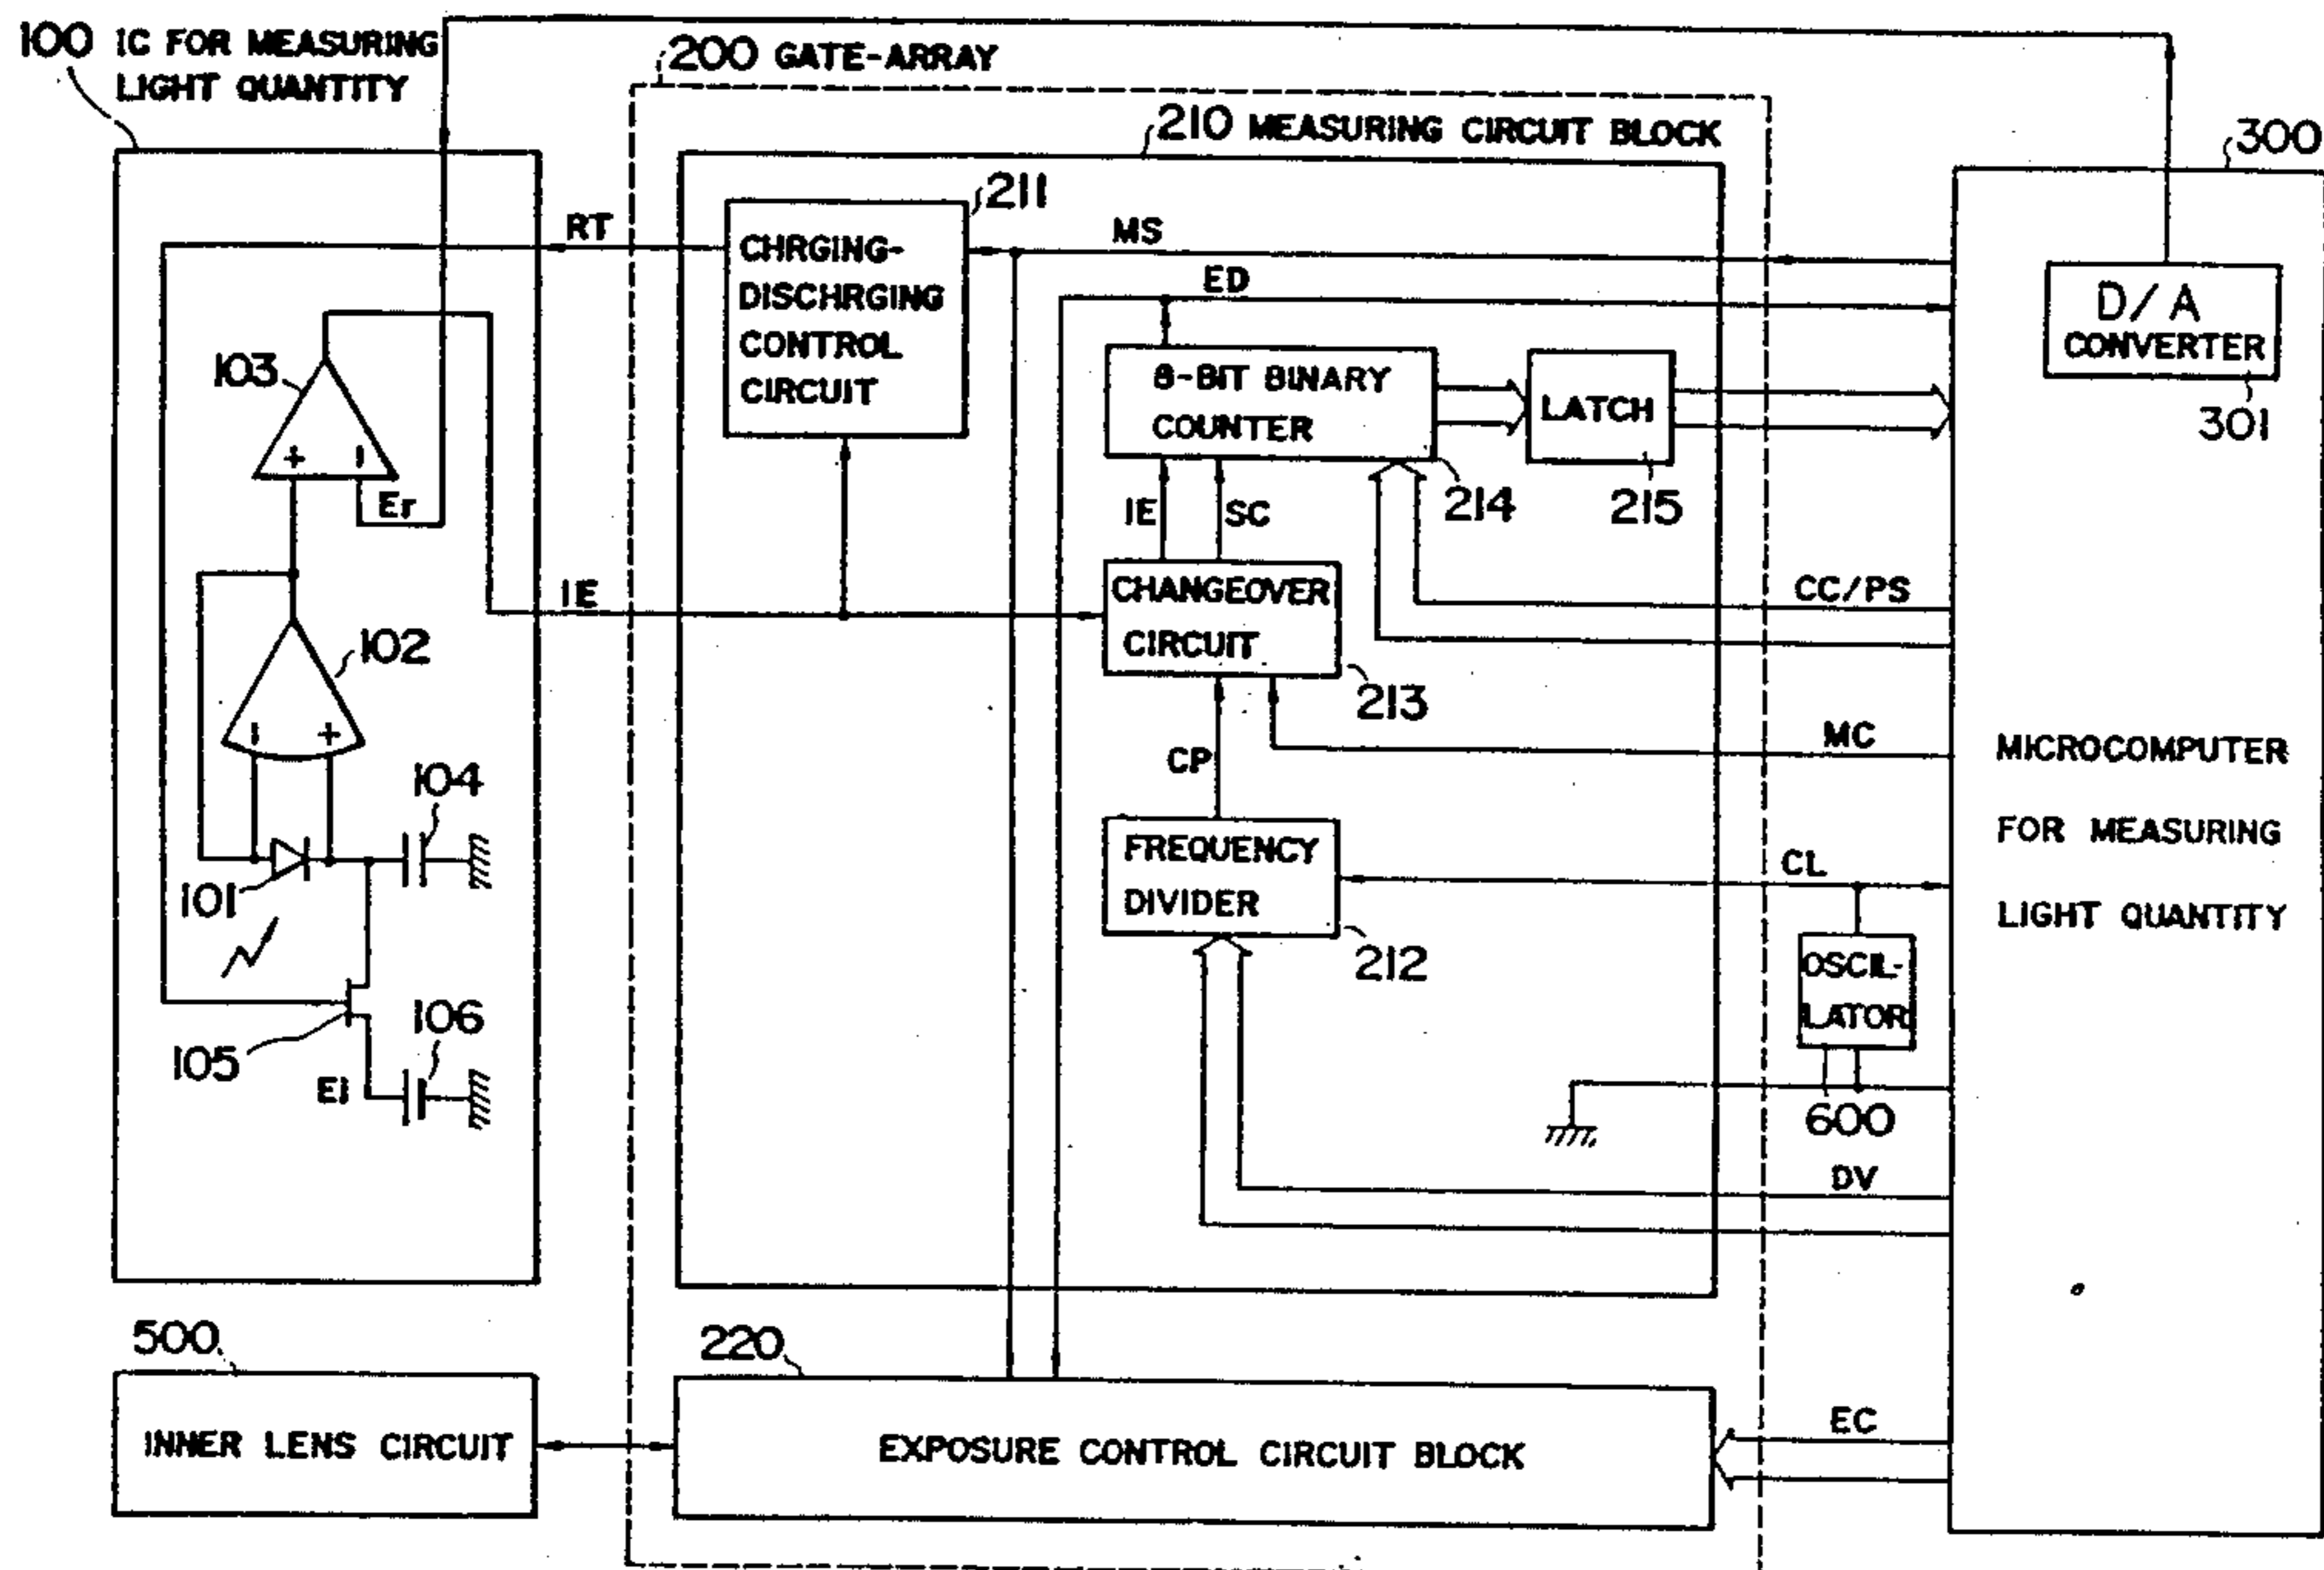 100 IC FOR MEASURING
LIGHT QUANTITY
200 GATE-ARRAY
210 MEASURING CIRCUIT BLOCK
300
211
RT
CHRGING-
DISCHRGING
CONTROL
CIRCUIT
MS
ED
D/A
CONVERTER
301
103
+
-
Er
8-BIT BINARY
COUNTER
214
LATCH
215
IE
SC
IE
CHANGEOVER
CIRCUIT
213
CC/PS
102
-
+
MC
MICROCOMPUTER
FOR MEASURING
LIGHT QUANTITY
CP
104
101
FREQUENCY
DIVIDER
212
CL
OSCIL-
LATOR
600
105
106
Ei
DV
500
INNER LENS CIRCUIT
220
EXPOSURE CONTROL CIRCUIT BLOCK
EC